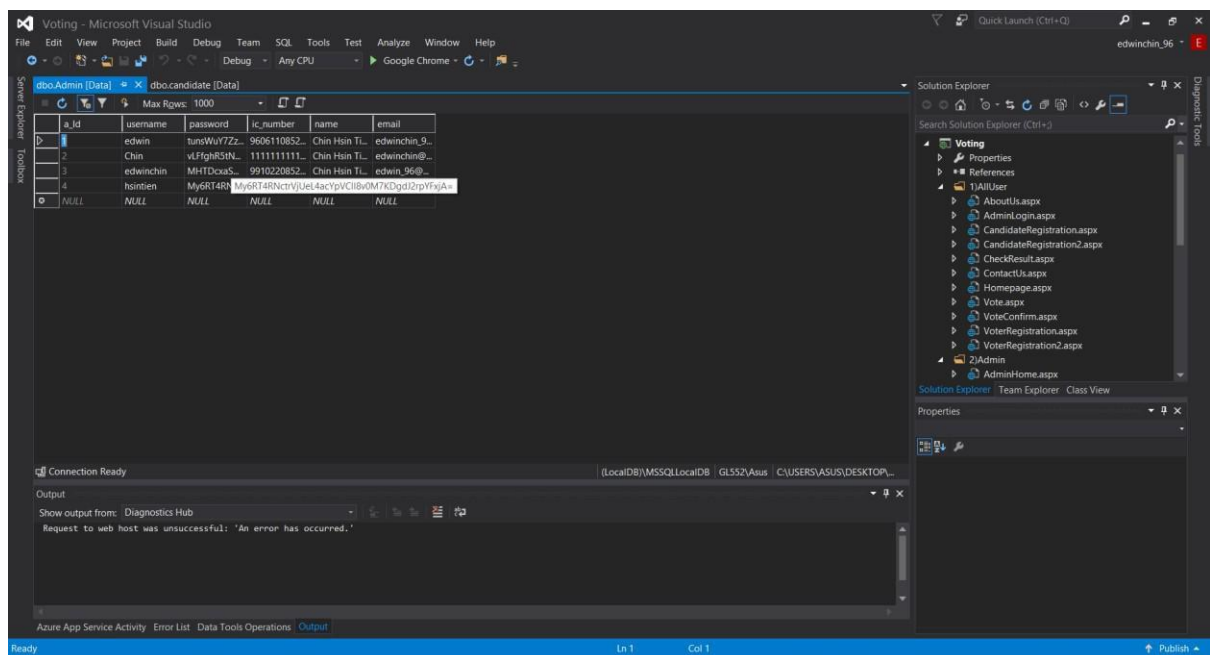 Voting - Microsoft Visual Studio
Quick Launch (Ctrl+Q)
File Edit View Project Build Debug Team SQL Tools Test Analyze Window Help
edwinchin_96 E
Debug Any CPU Google Chrome
Server Explorer
Toolbox
dbo.Admin [Data] dbo.candidate [Data]
Max Rows: 1000
a_Id username password ic_number name email
1 edwin tunsWuY7Zz... 9606110852... Chin Hsin Ti... edwinchin_9...
2 Chin vLFfghR5tN... 1111111111... Chin Hsin Ti... edwinchin@...
3 edwinchin MHTDcxaS... 9910220852... Chin Hsin Ti... edwin_96@...
4 hsintien My6RT4RN My6RT4RNctrVjUeL4acYpVCII8v0M7KDgdJ2rpYFxjA=
NULL NULL NULL NULL NULL NULL
Connection Ready
(LocalDB)\MSSQLLocalDB GL552\Asus C:\USERS\ASUS\DESKTOP\...
Output
Show output from: Diagnostics Hub
Request to web host was unsuccessful: 'An error has occurred.'
Azure App Service Activity Error List Data Tools Operations Output
Solution Explorer
Search Solution Explorer (Ctrl+;)
Voting
Properties
References
1)AllUser
AboutUs.aspx
AdminLogin.aspx
CandidateRegistration.aspx
CandidateRegistration2.aspx
CheckResult.aspx
ContactUs.aspx
Homepage.aspx
Vote.aspx
VoteConfirm.aspx
VoterRegistration.aspx
VoterRegistration2.aspx
2)Admin
AdminHome.aspx
Solution Explorer Team Explorer Class View
Properties
Diagnostic Tools
Ready Ln 1 Col 1 Publish